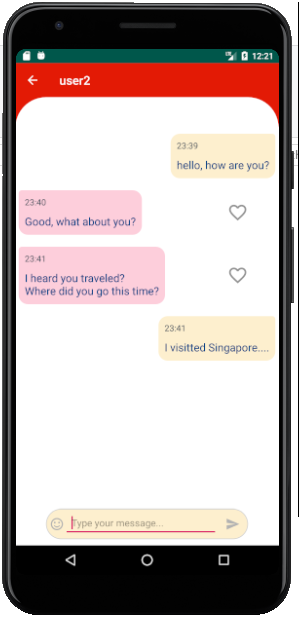 12:21
user2
23:39
hello, how are you?
23:40
Good, what about you?
23:41
I heard you traveled?
Where did you go this time?
23:41
I visitted Singapore....
Type your message...